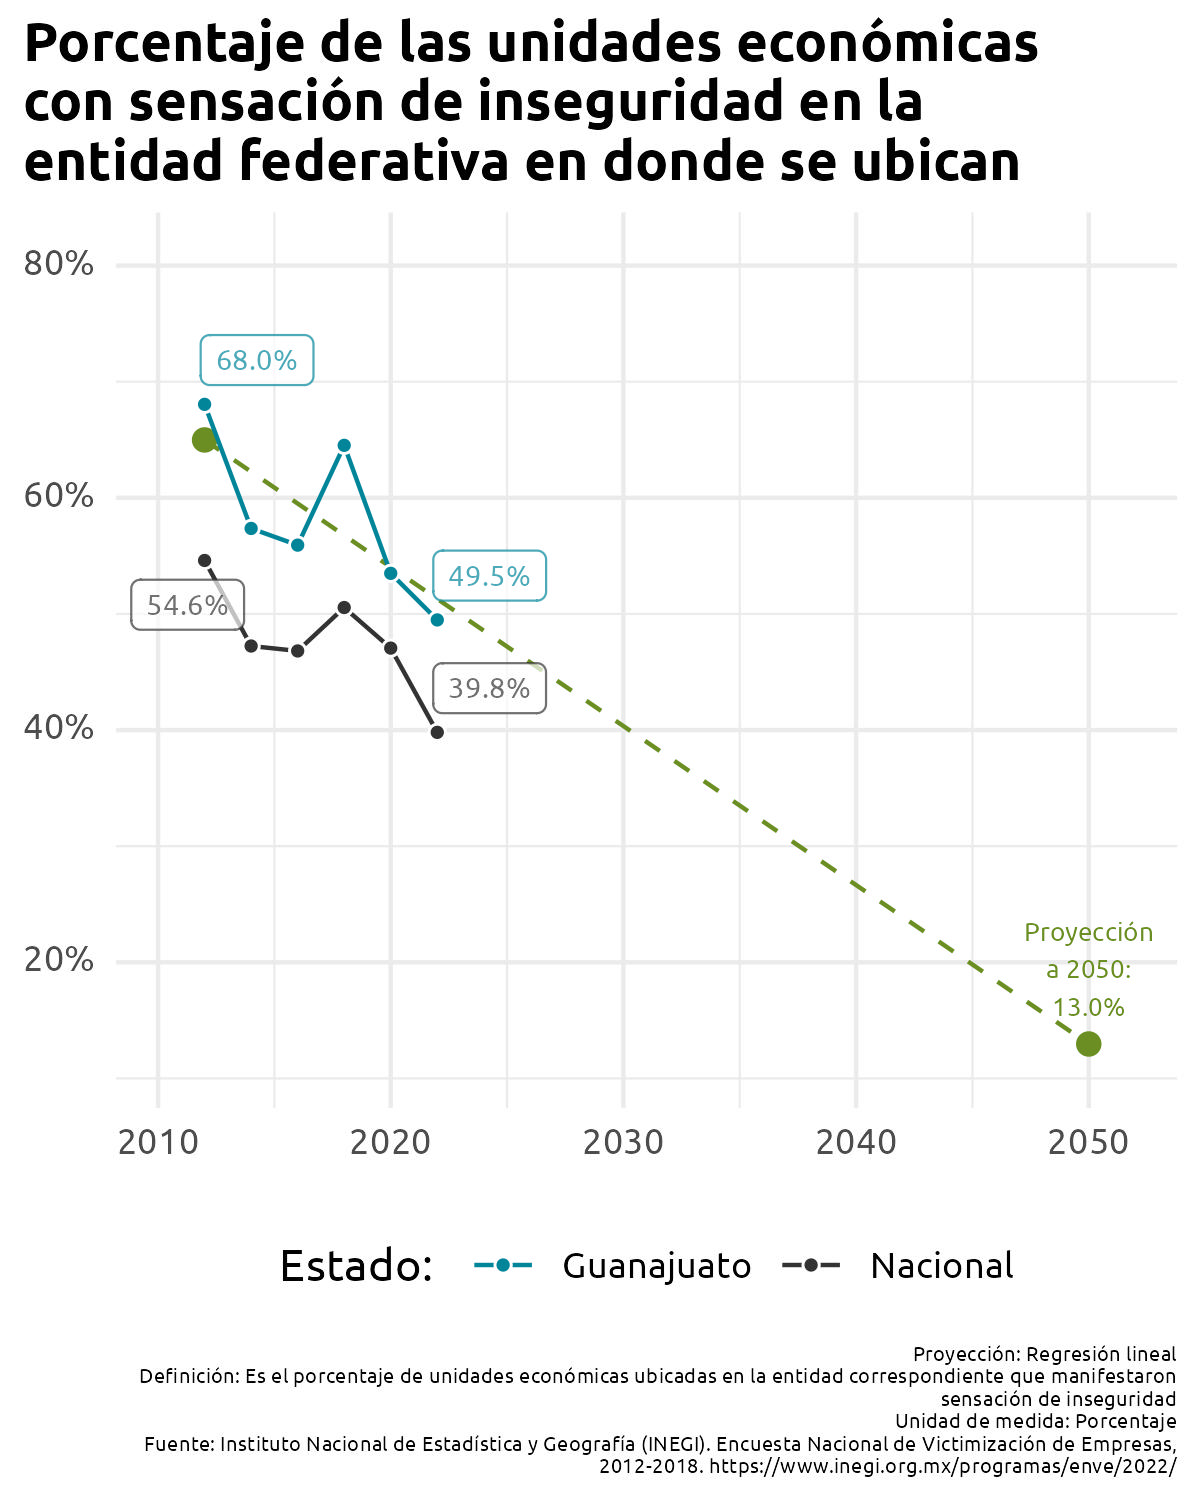 Porcentaje de las unidades económicas
con sensación de inseguridad en la
entidad federativa en donde se ubican
80%
68.0%
60%
49.5%
54.6%
39.8%
40%
Proyección
a 2050:
13.0%
20%
2010 2020 2030 2040 2050
Estado: Guanajuato Nacional
Proyección: Regresión lineal
Definición: Es el porcentaje de unidades económicas ubicadas en la entidad correspondiente que manifestaron
sensación de inseguridad
Unidad de medida: Porcentaje
Fuente: Instituto Nacional de Estadística y Geografía (INEGI). Encuesta Nacional de Victimización de Empresas,
2012-2018. https://www.inegi.org.mx/programas/enve/2022/